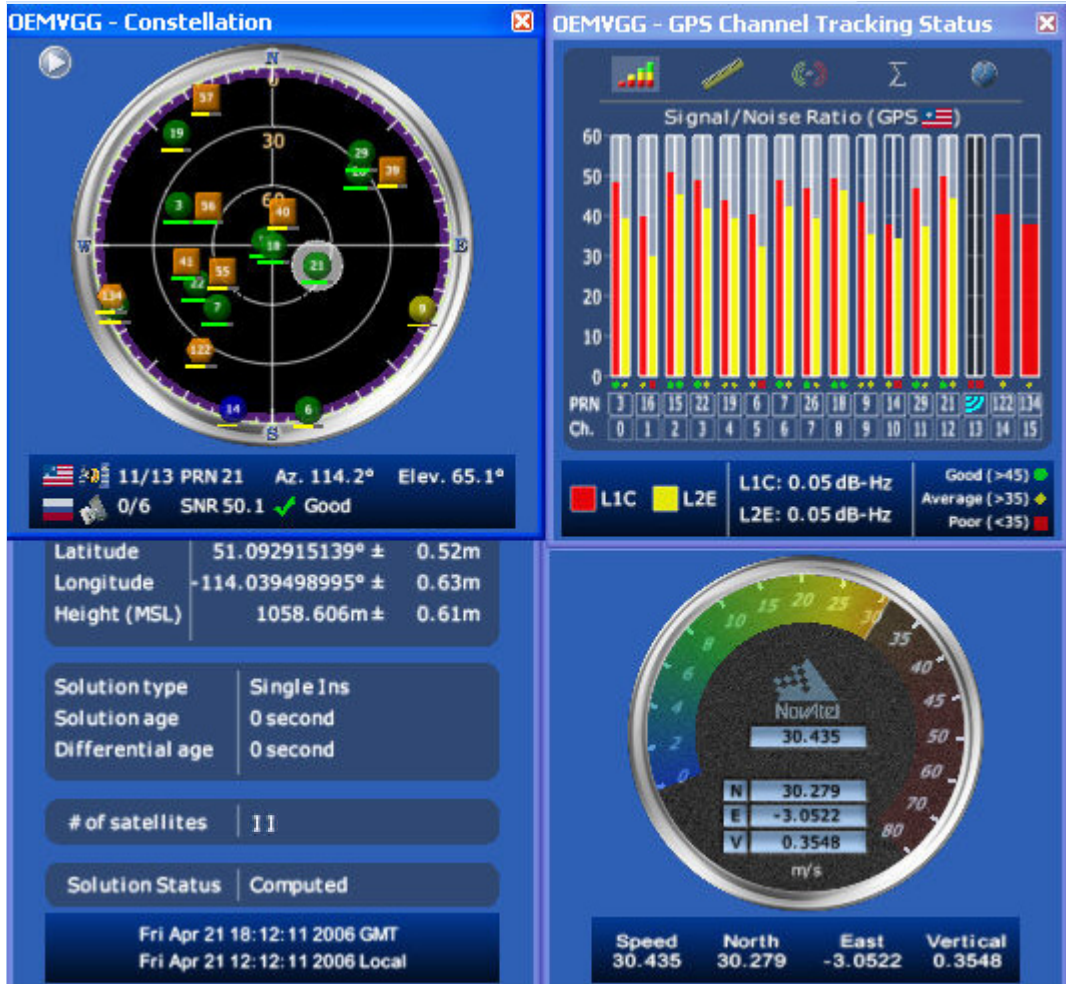 OEMVGG - Constellation
N
0
57
19
30
29
39
3
56
60
40
18
W
E
41
55
21
22
134
7
9
122
14
6
S
11/13 PRN 21 Az. 114.2° Elev. 65.1°
0/6 SNR 50.1 Good
OEMVGG - GPS Channel Tracking Status
Σ
Signal/Noise Ratio (GPS)
60
50
40
30
20
10
0
PRN 3 16 15 22 19 6 7 26 18 9 14 29 21 122 134
Ch. 0 1 2 3 4 5 6 7 8 9 10 11 12 13 14 15
L1C L2E
L1C: 0.05 dB-Hz
L2E: 0.05 dB-Hz
Good (>45)
Average (>35)
Poor (<35)
Latitude 51.092915139° ± 0.52m
Longitude -114.039498995° ± 0.63m
Height (MSL) 1058.606m ± 0.61m
Solution type Single Ins
Solution age 0 second
Differential age 0 second
# of satellites 11
Solution Status Computed
Fri Apr 21 18:12:11 2006 GMT
Fri Apr 21 12:12:11 2006 Local
0 2 4 6 8 10 15 20 25 30 35 40 45 50 60 70 80
NovAtel
30.435
N 30.279
E -3.0522
V 0.3548
m/s
Speed North East Vertical
30.435 30.279 -3.0522 0.3548